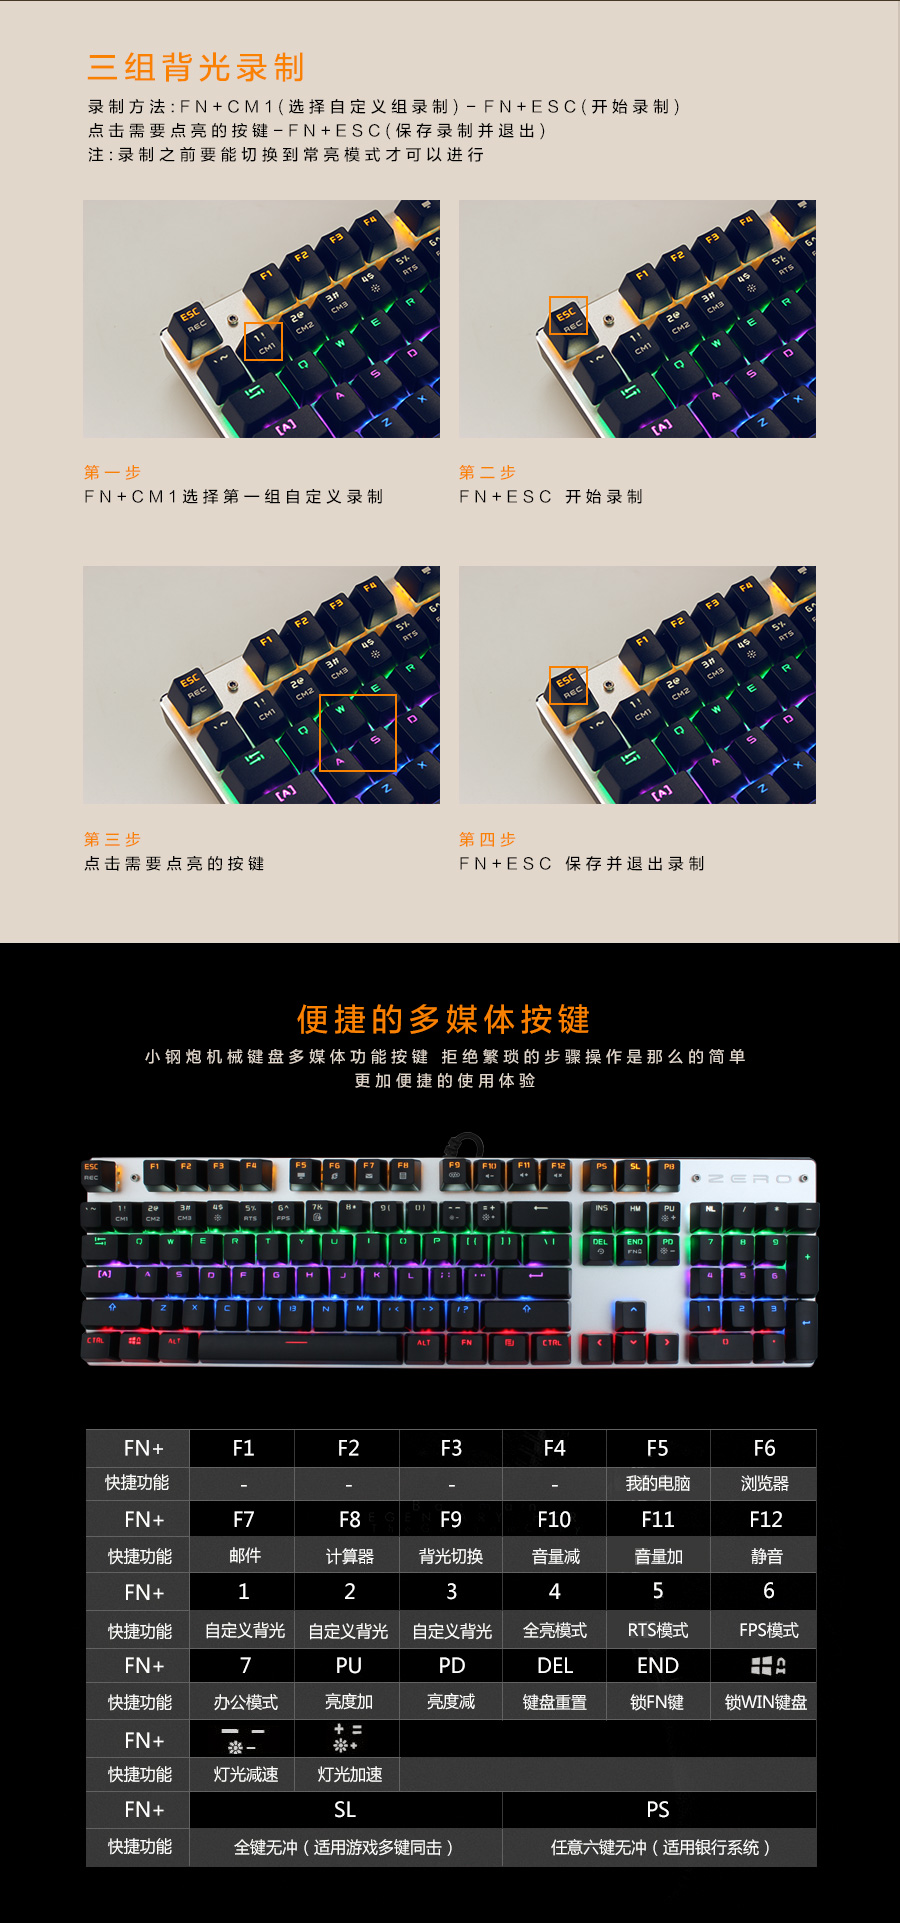 三组背光录制
录制方法:FN+CM1(选择自定义组录制)-FN+ESC(开始录制)
点击需要点亮的按键-FN+ESC(保存录制并退出)
注:录制之前要能切换到常亮模式才可以进行
第一步
FN+CM1选择第一组自定义录制
第二步
FN+ESC 开始录制
第三步
点击需要点亮的按键
第四步
FN+ESC 保存并退出录制
便捷的多媒体按键
小钢炮机械键盘多媒体功能按键 拒绝繁琐的步骤操作是那么的简单
更加便捷的使用体验
ZERO
FN+ F1 F2 F3 F4 F5 F6
快捷功能 - - - - 我的电脑 浏览器
FN+ F7 F8 F9 F10 F11 F12
快捷功能 邮件 计算器 背光切换 音量减 音量加 静音
FN+ 1 2 3 4 5 6
快捷功能 自定义背光 自定义背光 自定义背光 全亮模式 RTS模式 FPS模式
FN+ 7 PU PD DEL END
快捷功能 办公模式 亮度加 亮度减 键盘重置 锁FN键 锁WIN键盘
FN+
快捷功能 灯光减速 灯光加速
FN+ SL PS
快捷功能 全键无冲（适用游戏多键同击） 任意六键无冲（适用银行系统）